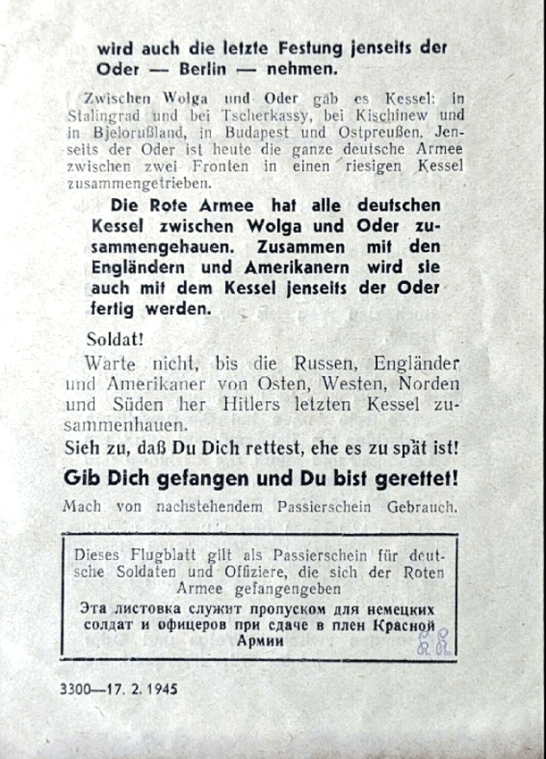 wird auch die letzte Festung jenseits der
Oder — Berlin — nehmen.
Zwischen Wolga und Oder gab es Kessel: in
Stalingrad und bei Tscherkassy, bei Kischinew und
in Bjelorußland, in Budapest und Ostpreußen. Jen-
seits der Oder ist heute die ganze deutsche Armee
zwischen zwei Fronten in einen riesigen Kessel
zusammengetrieben.
Die Rote Armee hat alle deutschen
Kessel zwischen Wolga und Oder zu-
sammengehauen. Zusammen mit den
Engländern und Amerikanern wird sie
auch mit dem Kessel jenseits der Oder
fertig werden.
Soldat!
Warte nicht, bis die Russen, Engländer
und Amerikaner von Osten, Westen, Norden
und Süden her Hitlers letzten Kessel zu-
sammenhauen.
Sieh zu, daß Du Dich rettest, ehe es zu spät ist!
Gib Dich gefangen und Du bist gerettet!
Mach von nachstehendem Passierschein Gebrauch.
Dieses Flugblatt gilt als Passierschein für deut-
sche Soldaten und Offiziere, die sich der Roten
Armee gefangengeben
Эта листовка служит пропуском для немецких
солдат и офицеров при сдаче в плен Красной
Армии
3300—17. 2. 1945